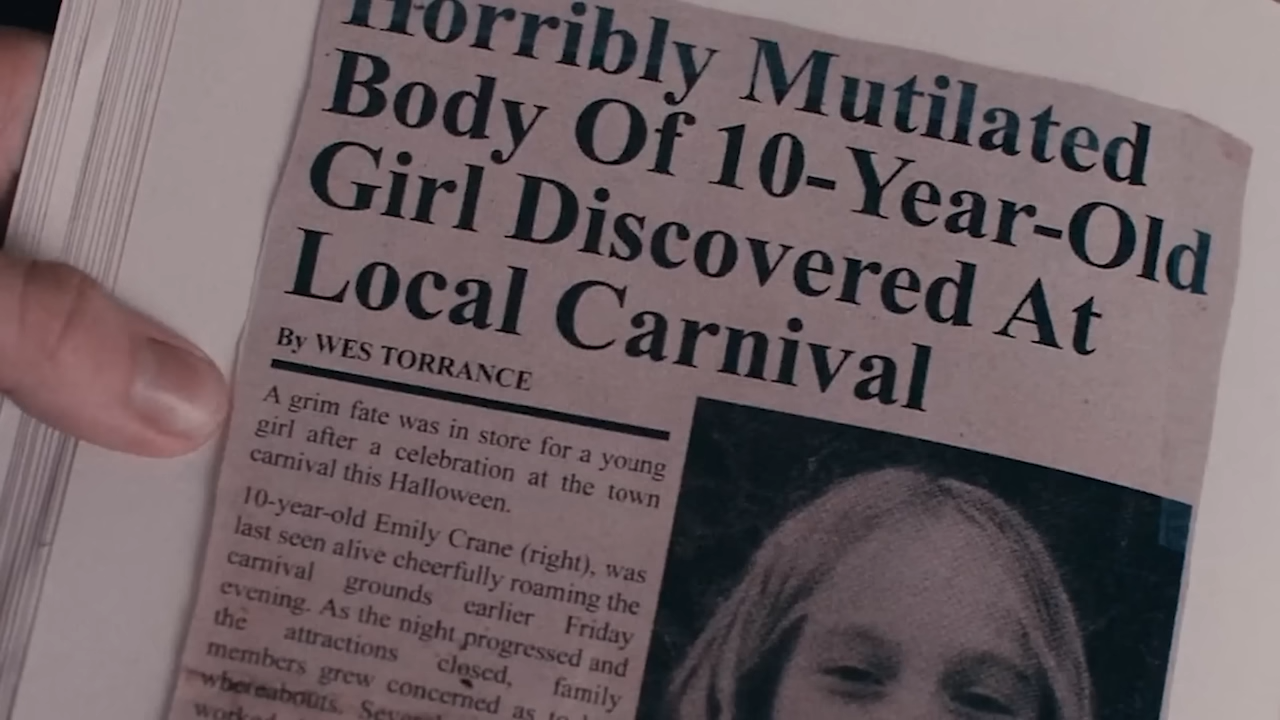 Horribly Mutilated
Body Of 10-Year-Old
Girl Discovered At
Local Carnival
By WES TORRANCE
A grim fate was in store for a young
girl after a celebration at the town
carnival this Halloween.
10-year-old Emily Crane (right), was
last seen alive cheerfully roaming the
carnival grounds earlier Friday
evening. As the night progressed and
the attractions closed, family
members grew concerned as to
whereabouts.